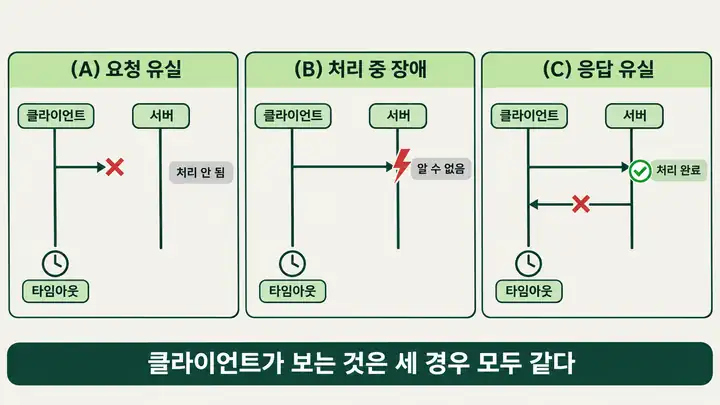 (A) 요청 유실
클라이언트
서버
처리 안 됨
타임아웃
(B) 처리 중 장애
클라이언트
서버
알 수 없음
타임아웃
(C) 응답 유실
클라이언트
서버
처리 완료
타임아웃
클라이언트가 보는 것은 세 경우 모두 같다